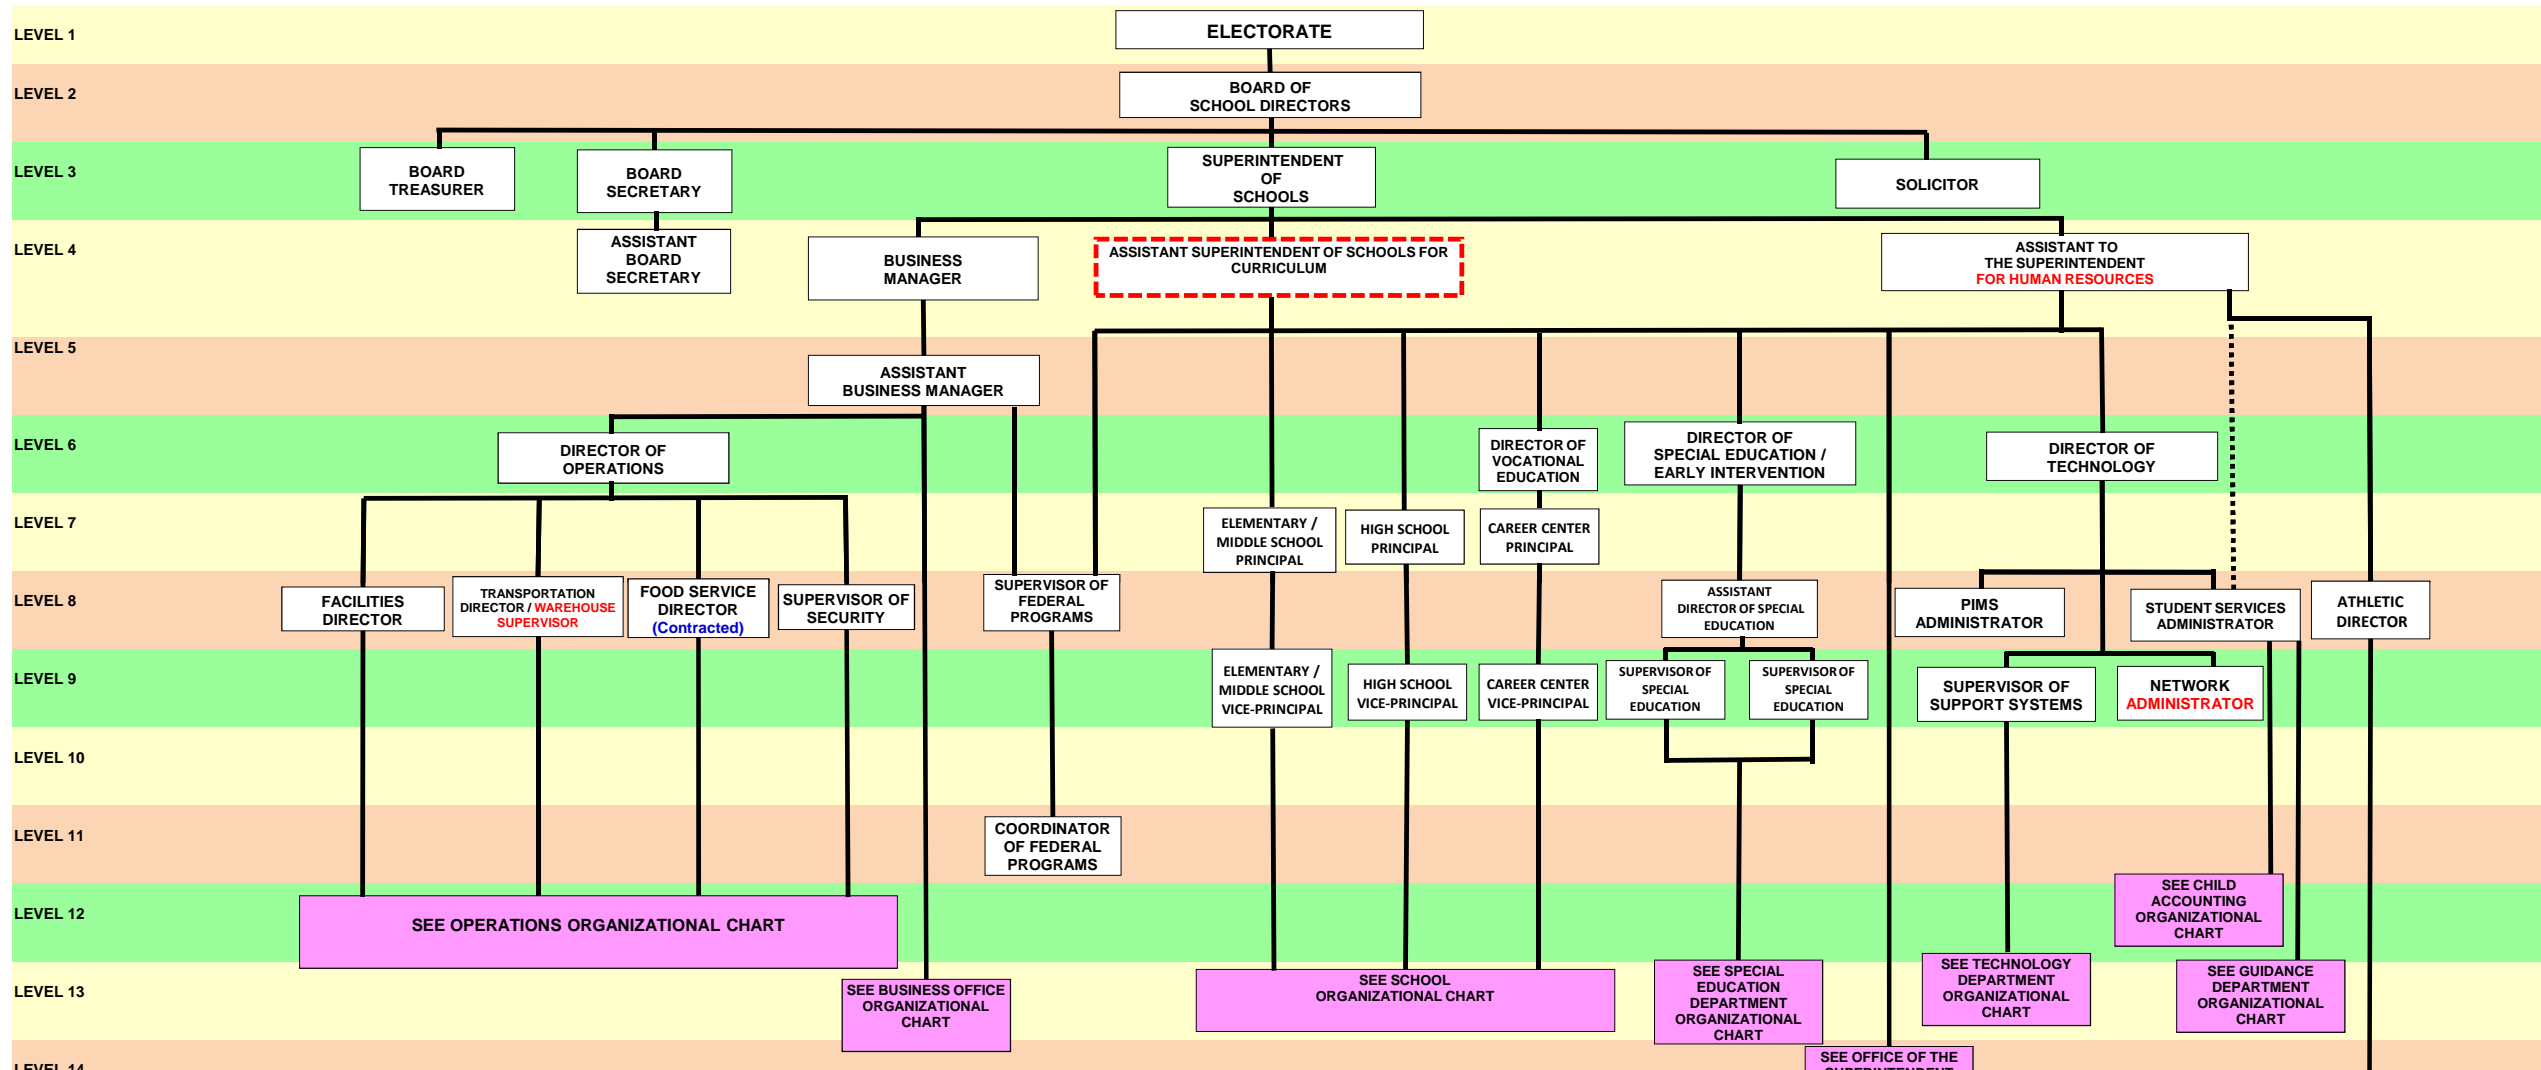 LEVEL 1
ELECTORATE
LEVEL 2
BOARD OF
SCHOOL DIRECTORS
LEVEL 3
BOARD
TREASURER
BOARD
SECRETARY
SUPERINTENDENT
OF
SCHOOLS
SOLICITOR
LEVEL 4
ASSISTANT
BOARD
SECRETARY
BUSINESS
MANAGER
ASSISTANT SUPERINTENDENT OF SCHOOLS FOR
CURRICULUM
ASSISTANT TO
THE SUPERINTENDENT
FOR HUMAN RESOURCES
LEVEL 5
ASSISTANT
BUSINESS MANAGER
LEVEL 6
DIRECTOR OF
OPERATIONS
DIRECTOR OF
VOCATIONAL
EDUCATION
DIRECTOR OF
SPECIAL EDUCATION /
EARLY INTERVENTION
DIRECTOR OF
TECHNOLOGY
LEVEL 7
ELEMENTARY /
MIDDLE SCHOOL
PRINCIPAL
HIGH SCHOOL
PRINCIPAL
CAREER CENTER
PRINCIPAL
LEVEL 8
FACILITIES
DIRECTOR
TRANSPORTATION
DIRECTOR / WAREHOUSE
SUPERVISOR
FOOD SERVICE
DIRECTOR
(Contracted)
SUPERVISOR OF
SECURITY
SUPERVISOR OF
FEDERAL
PROGRAMS
ASSISTANT
DIRECTOR OF SPECIAL
EDUCATION
PIMS
ADMINISTRATOR
STUDENT SERVICES
ADMINISTRATOR
ATHLETIC
DIRECTOR
LEVEL 9
ELEMENTARY /
MIDDLE SCHOOL
VICE-PRINCIPAL
HIGH SCHOOL
VICE-PRINCIPAL
CAREER CENTER
VICE-PRINCIPAL
SUPERVISOR OF
SPECIAL
EDUCATION
SUPERVISOR OF
SPECIAL
EDUCATION
SUPERVISOR OF
SUPPORT SYSTEMS
NETWORK
ADMINISTRATOR
LEVEL 10
LEVEL 11
COORDINATOR
OF FEDERAL
PROGRAMS
LEVEL 12
SEE OPERATIONS ORGANIZATIONAL CHART
SEE CHILD
ACCOUNTING
ORGANIZATIONAL
CHART
LEVEL 13
SEE BUSINESS OFFICE
ORGANIZATIONAL
CHART
SEE SCHOOL
ORGANIZATIONAL CHART
SEE SPECIAL
EDUCATION
DEPARTMENT
ORGANIZATIONAL
CHART
SEE TECHNOLOGY
DEPARTMENT
ORGANIZATIONAL
CHART
SEE GUIDANCE
DEPARTMENT
ORGANIZATIONAL
CHART
LEVEL 14
SEE OFFICE OF THE
SUPERINTENDENT